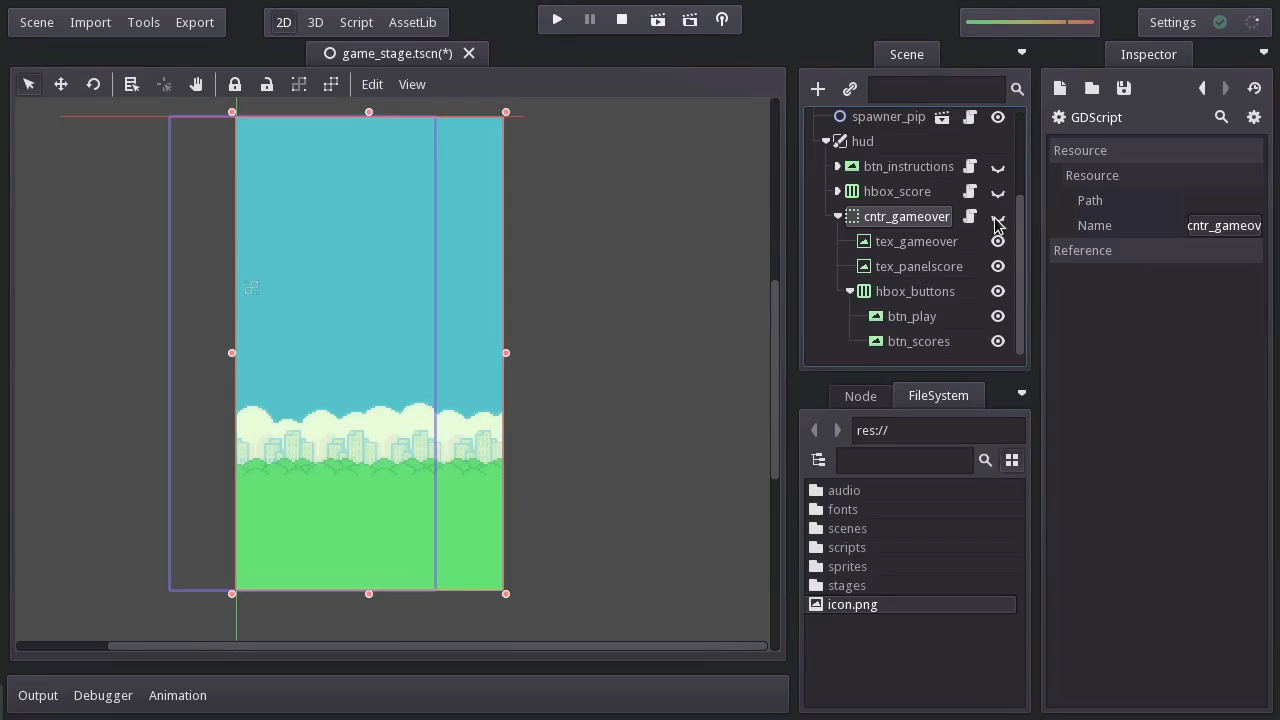 Scene Import Tools Export 2D 3D Script AssetLib Settings
game_stage.tscn(*) Scene Inspector
Edit View
GDScript
spawner_pip
hud
btn_instructions
hbox_score
cntr_gameover
tex_gameover
tex_panelscore
hbox_buttons
btn_play
btn_scores
Resource
Resource
Path
Name cntr_gameov
Reference
Node FileSystem
res://
audio
fonts
scenes
scripts
sprites
stages
icon.png
Output Debugger Animation